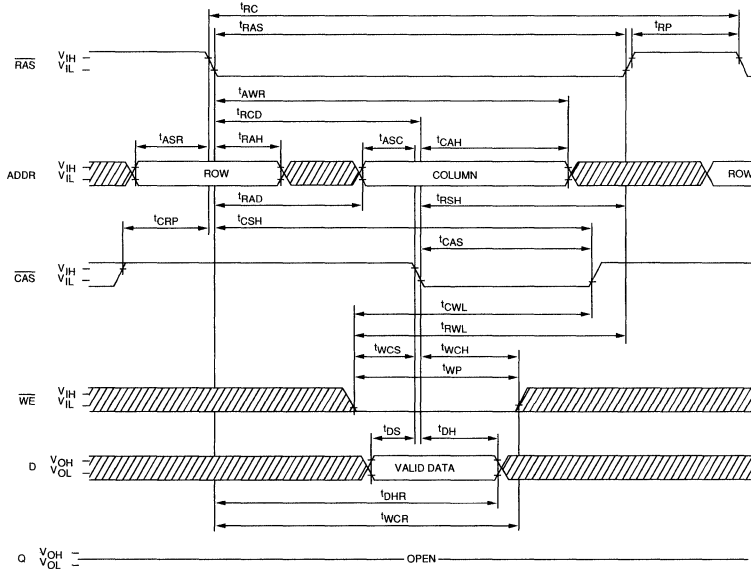 tRC
tRAS
tRP
RAS VIH VIL
tAWR
tRCD
tASR tRAH tASC tCAH
ADDR VIH VIL ROW COLUMN ROW
tRAD tRSH
tCRP tCSH
tCAS
CAS VIH VIL
tCWL
tRWL
tWCS tWCH
tWP
WE VIH VIL
tDS tDH
D VOH VOL VALID DATA
tDHR
tWCR
Q VOH VOL OPEN